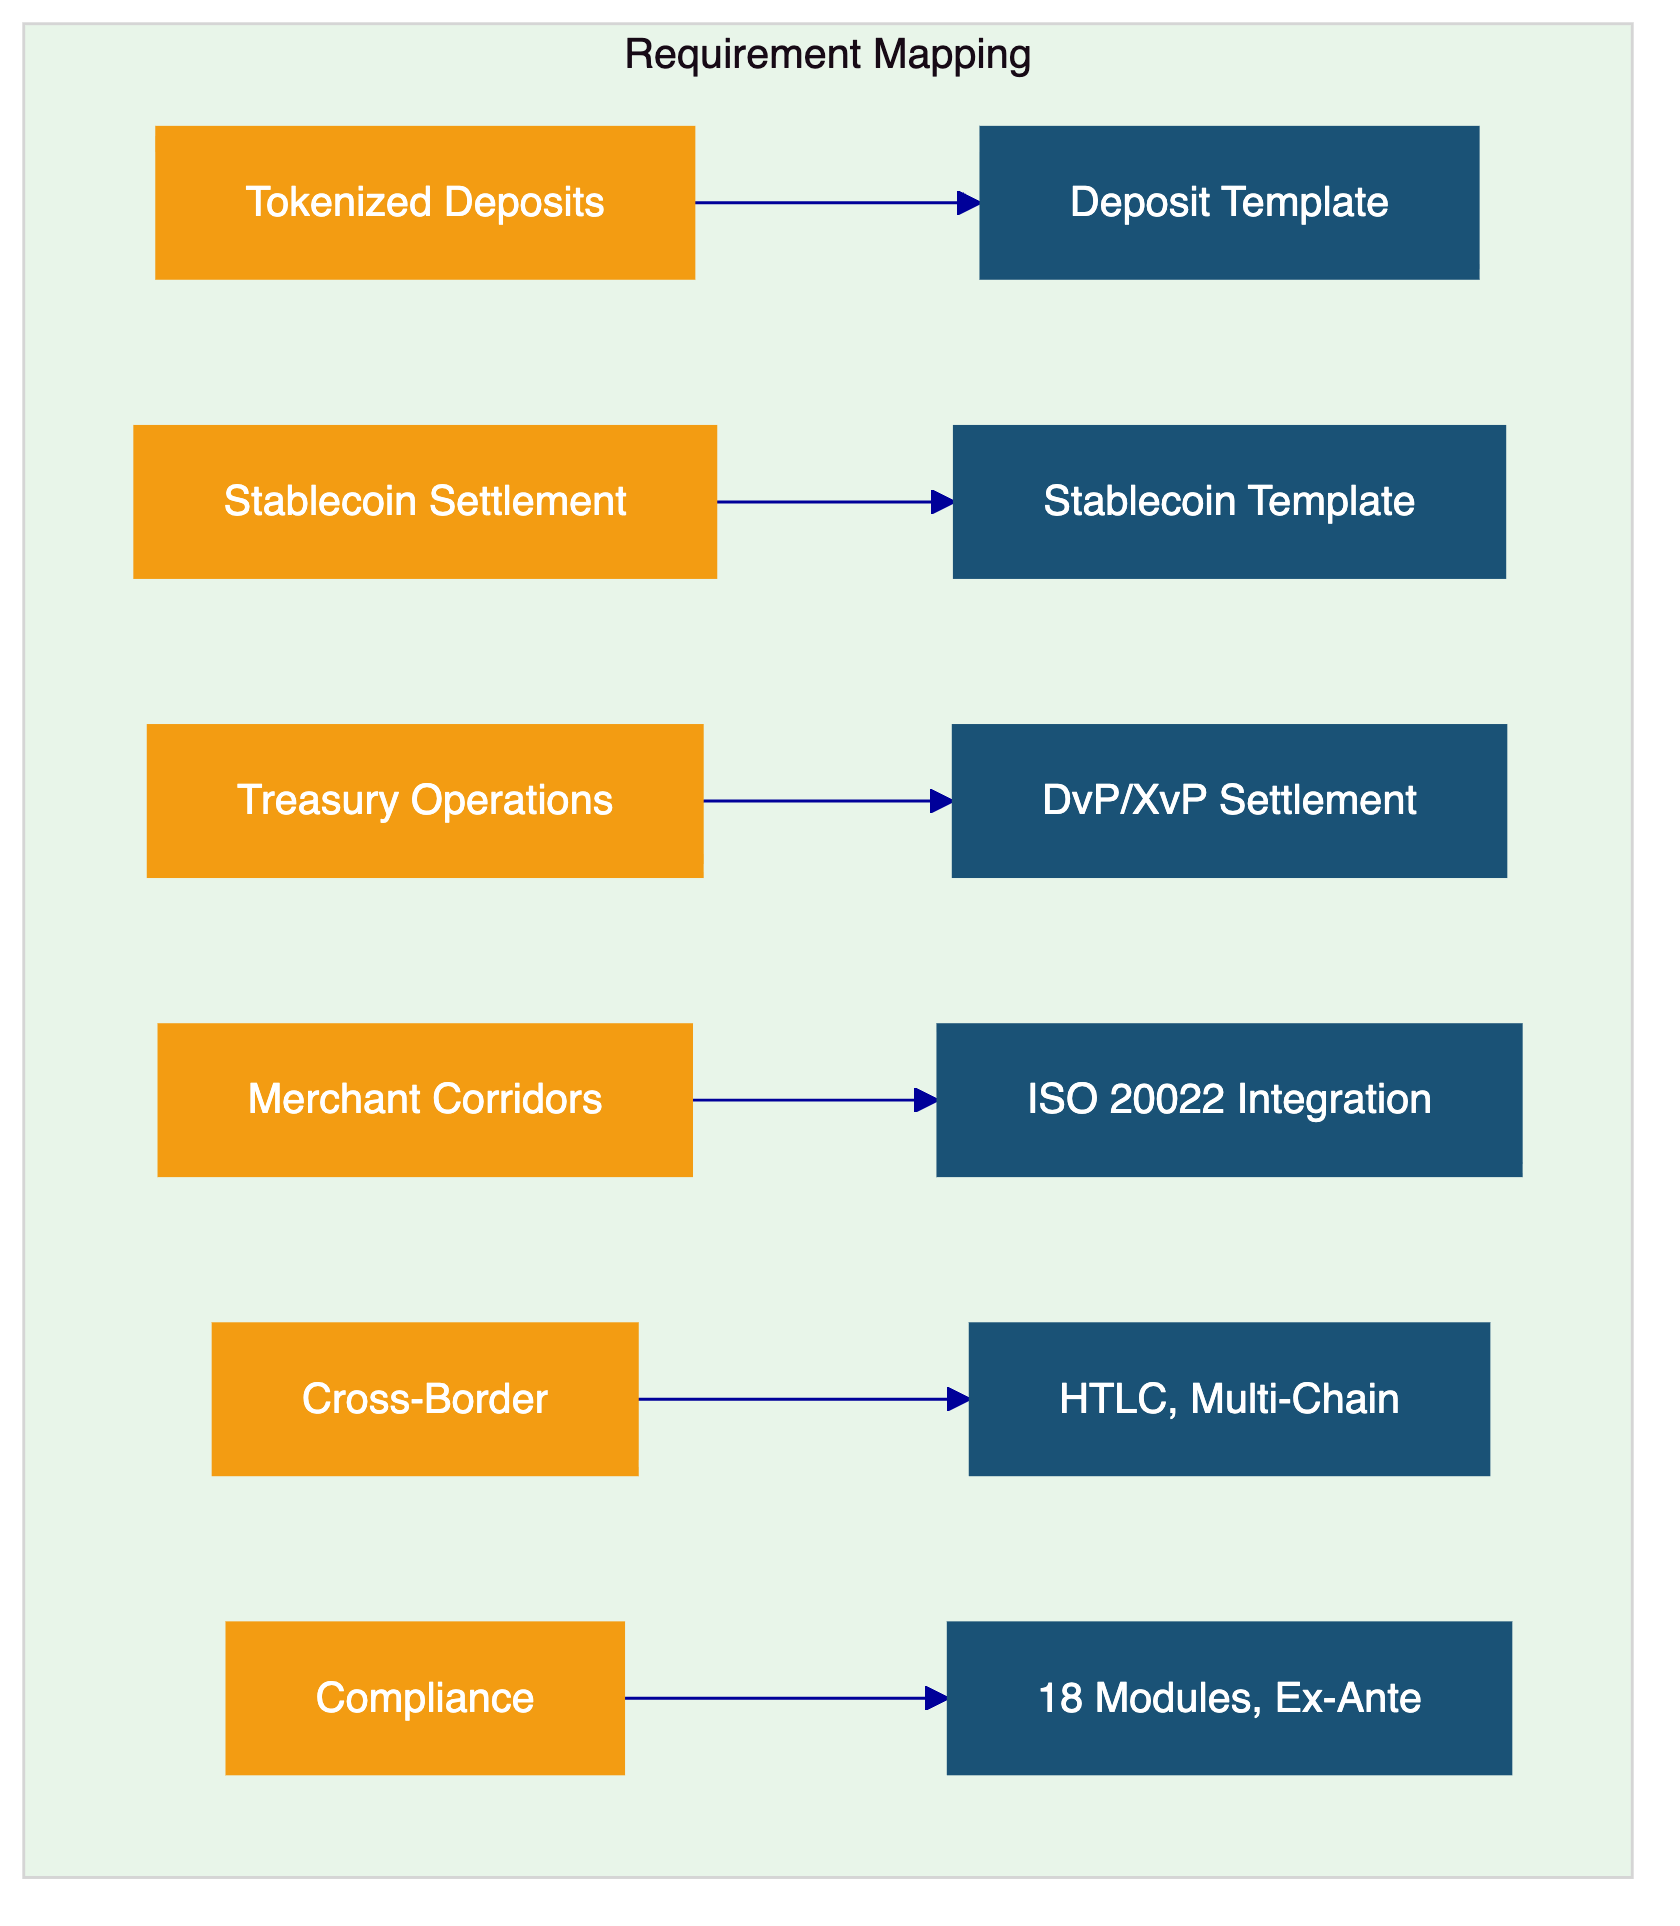 Requirement Mapping
Tokenized Deposits
Deposit Template
Stablecoin Settlement
Stablecoin Template
Treasury Operations
DvP/XvP Settlement
Merchant Corridors
ISO 20022 Integration
Cross-Border
HTLC, Multi-Chain
Compliance
18 Modules, Ex-Ante